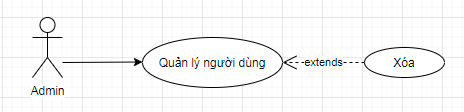 Quản lý người dùng
extends
Xóa
Admin